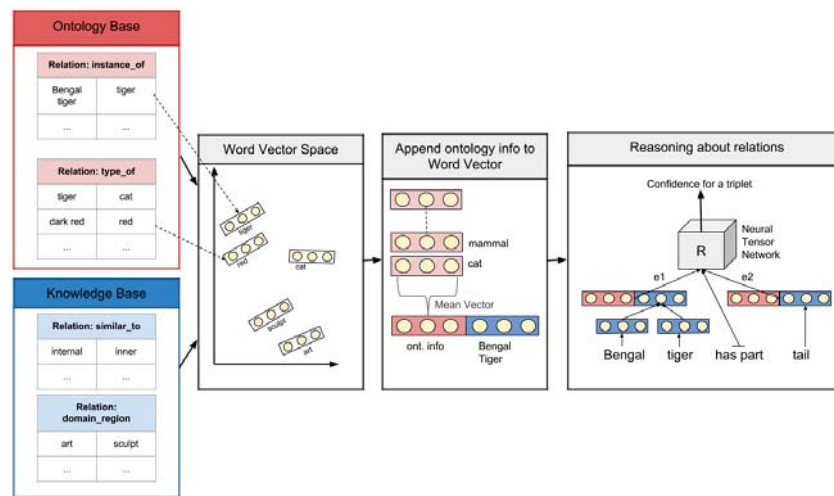 Ontology Base
Relation: instance_of
Bengal tiger
tiger
...
...
Relation: type_of
tiger
cat
dark red
red
...
...
Knowledge Base
Relation: similar_to
internal
inner
...
...
Relation:
domain_region
art
sculpt
...
...
Word Vector Space
tiger
red
cat
sculpt
art
Append ontology info to
Word Vector
mammal
cat
Mean Vector
ont. info
Bengal
Tiger
Reasoning about relations
Confidence for a triplet
R
Neural
Tensor
Network
e1
e2
Bengal
tiger
has part
tail